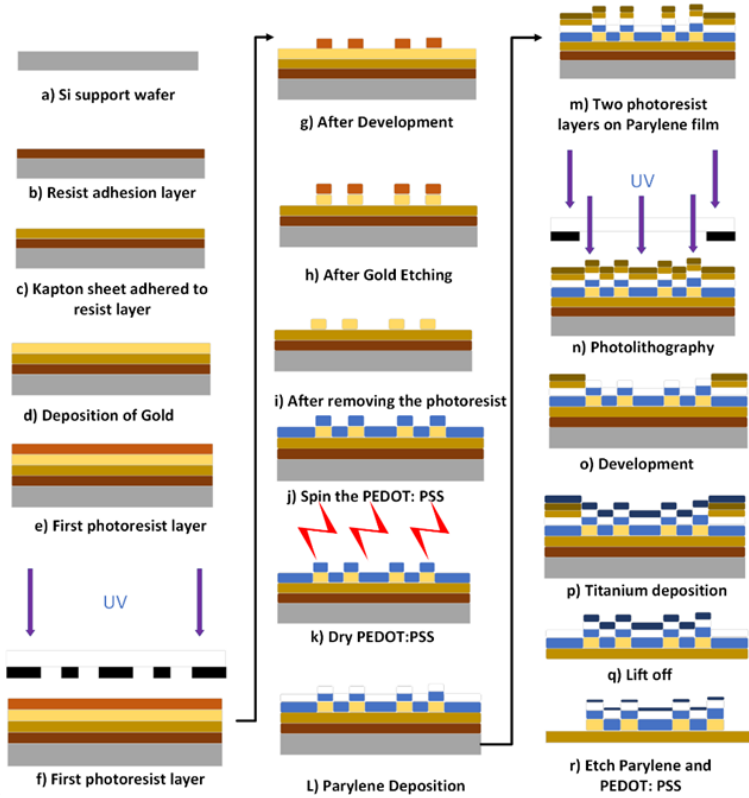 a) Si support wafer
b) Resist adhesion layer
c) Kapton sheet adhered to
resist layer
d) Deposition of Gold
e) First photoresist layer
UV
f) First photoresist layer
g) After Development
h) After Gold Etching
i) After removing the photoresist
j) Spin the PEDOT: PSS
k) Dry PEDOT:PSS
L) Parylene Deposition
m) Two photoresist
layers on Parylene film
UV
n) Photolithography
o) Development
p) Titanium deposition
q) Lift off
r) Etch Parylene and
PEDOT: PSS